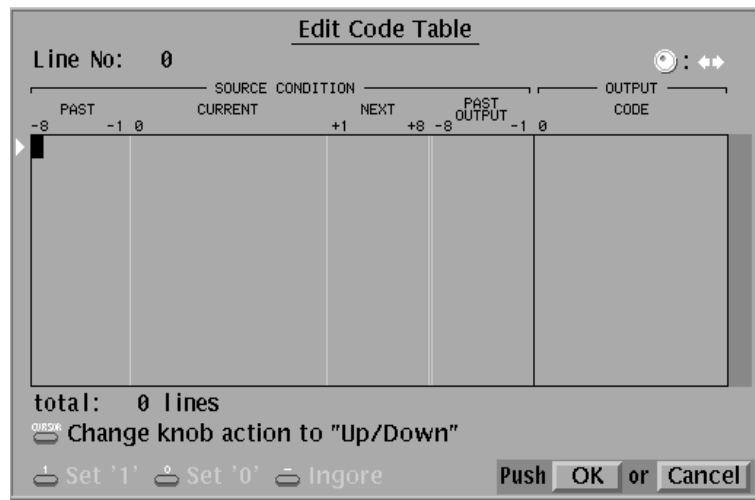 Edit Code Table
Line No: 0 :
SOURCE CONDITION OUTPUT
PAST CURRENT NEXT PAST OUTPUT CODE
-8 -1 0 +1 +8 -8 -1 0
total: 0 lines
CURSOR Change knob action to "Up/Down"
1 Set '1' 0 Set '0' - Ingore Push OK or Cancel